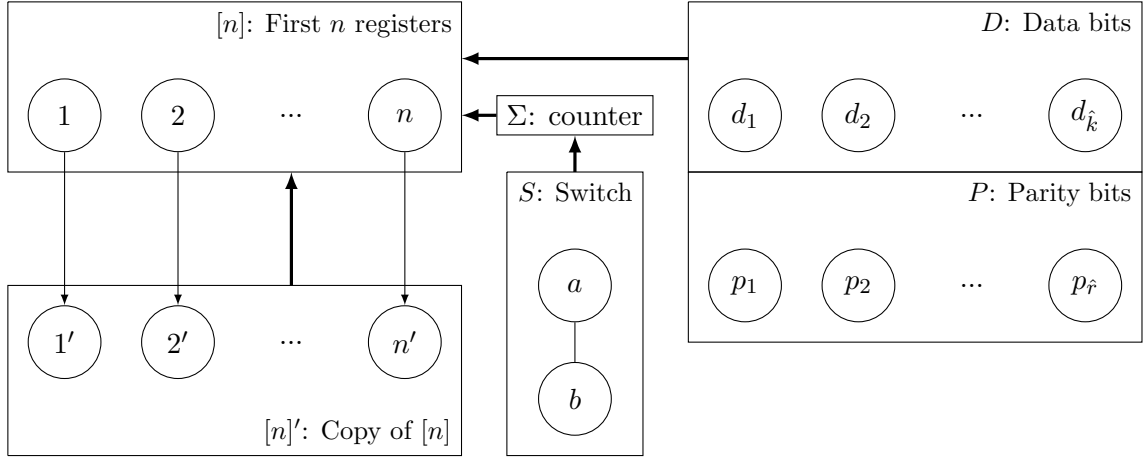 [n]: First n registers
1 2 ... n
D: Data bits
d₁ d₂ ... d_k̂
Σ: counter
S: Switch
a
b
P: Parity bits
p₁ p₂ ... p_r̂
1′ 2′ ... n′
[n]′: Copy of [n]